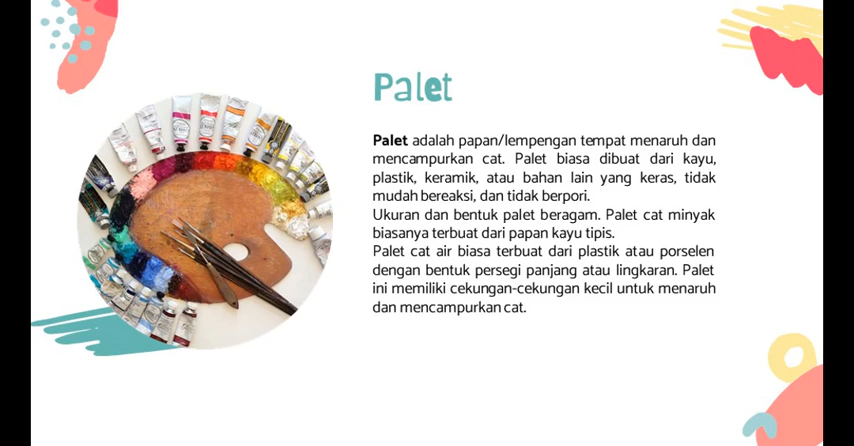 Palet
Palet adalah papan/lempengan tempat menaruh dan
mencampurkan cat. Palet biasa dibuat dari kayu,
plastik, keramik, atau bahan lain yang keras, tidak
mudah bereaksi, dan tidak berpori.
Ukuran dan bentuk palet beragam. Palet cat minyak
biasanya terbuat dari papan kayu tipis.
Palet cat air biasa terbuat dari plastik atau porselen
dengan bentuk persegi panjang atau lingkaran. Palet
ini memiliki cekungan-cekungan kecil untuk menaruh
dan mencampurkan cat.